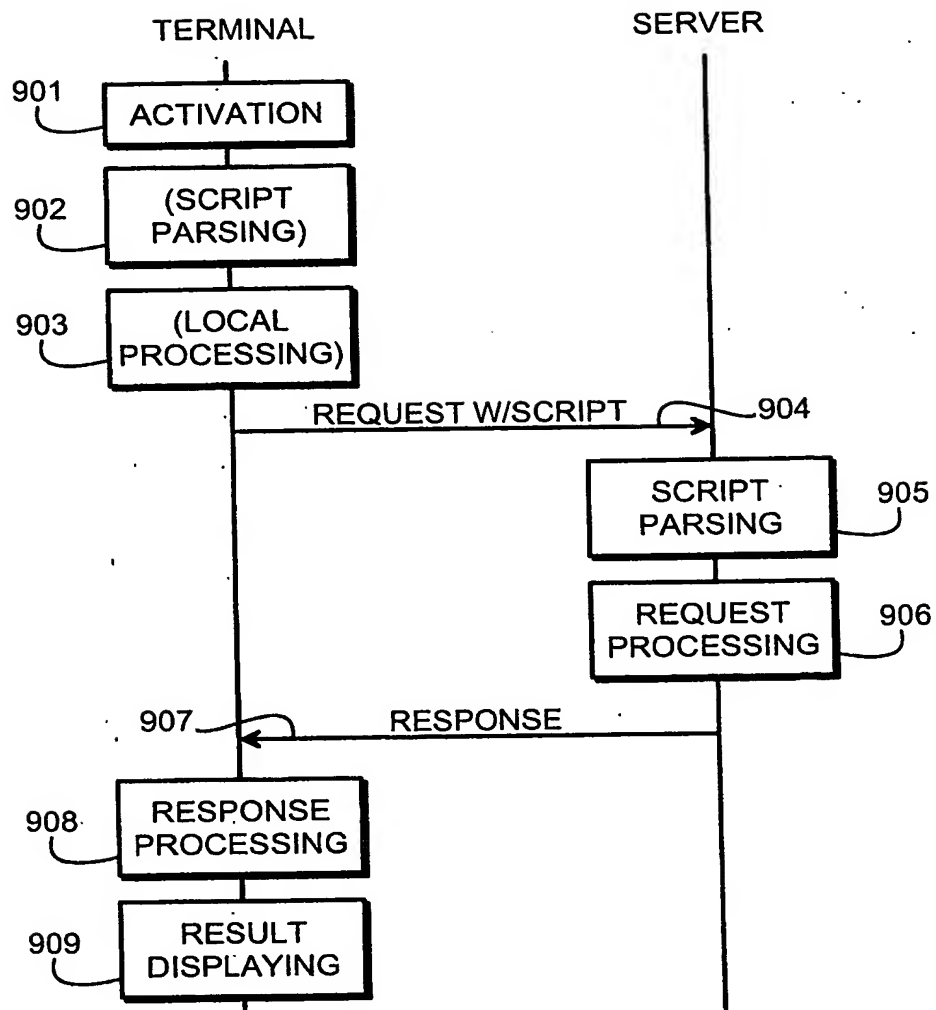 TERMINAL
SERVER
901
ACTIVATION
902
(SCRIPT
PARSING)
903
(LOCAL
PROCESSING)
REQUEST W/SCRIPT
904
SCRIPT
PARSING
905
REQUEST
PROCESSING
906
907
RESPONSE
908
RESPONSE
PROCESSING
909
RESULT
DISPLAYING